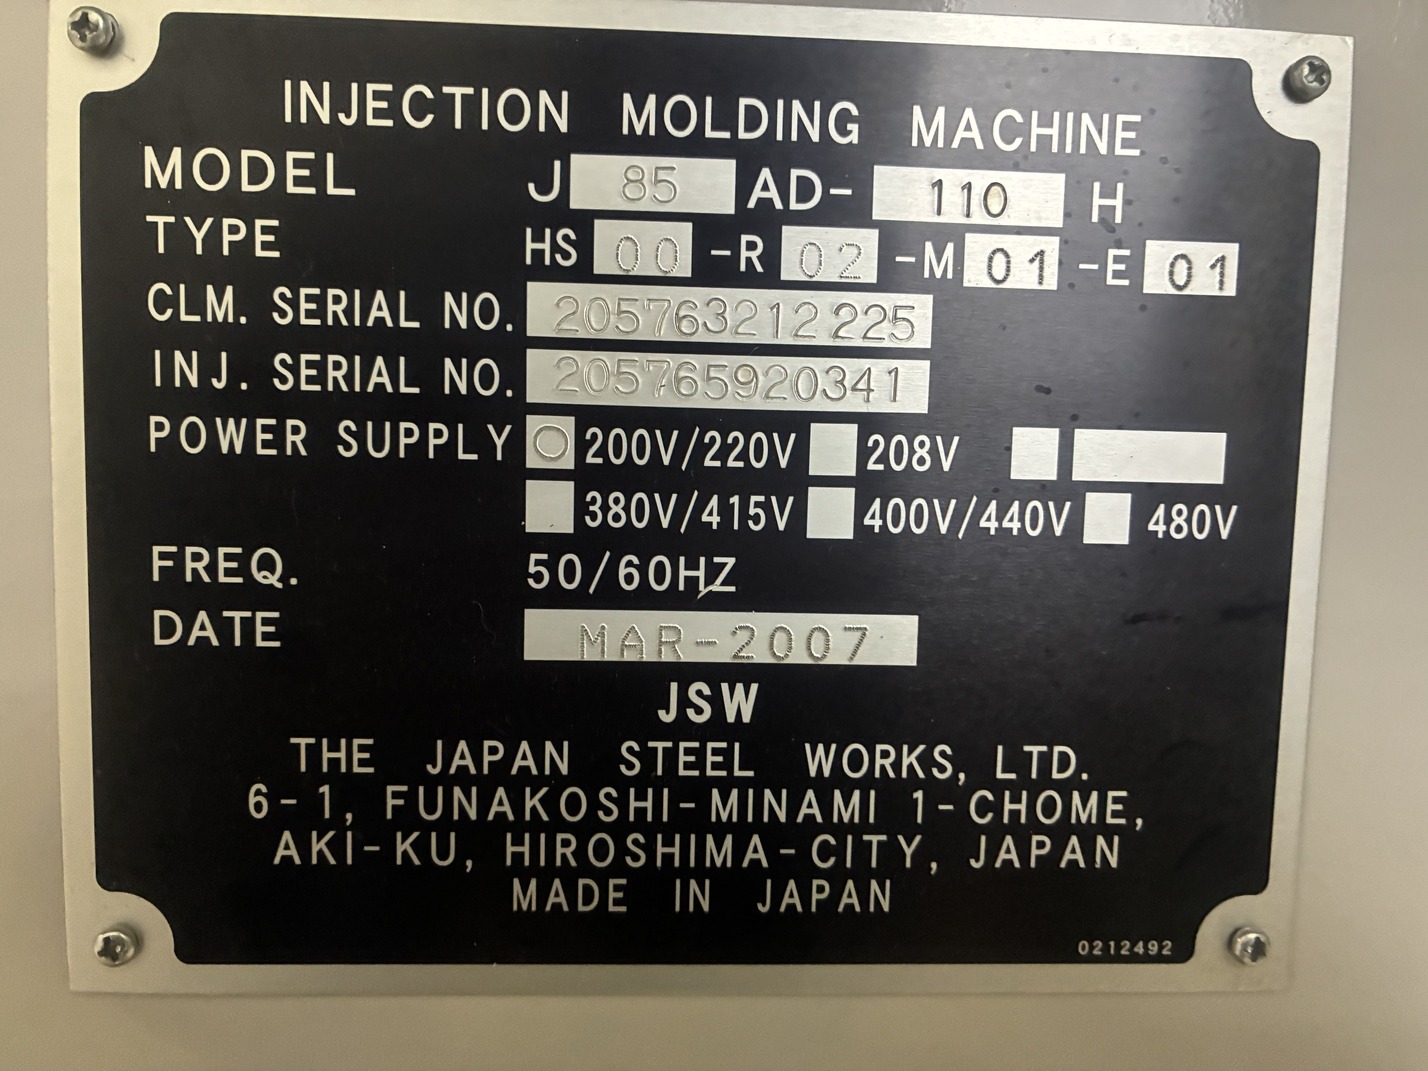 INJECTION MOLDING MACHINE
MODEL J 85 AD- 110 H
TYPE HS 00 -R 02 -M 01 -E 01
CLM. SERIAL NO. 205763212225
INJ. SERIAL NO. 205765920341
POWER SUPPLY ○ 200V/220V 208V
380V/415V 400V/440V 480V
FREQ. 50/60HZ
DATE MAR-2007
JSW
THE JAPAN STEEL WORKS, LTD.
6-1, FUNAKOSHI-MINAMI 1-CHOME,
AKI-KU, HIROSHIMA-CITY, JAPAN
MADE IN JAPAN
0212492